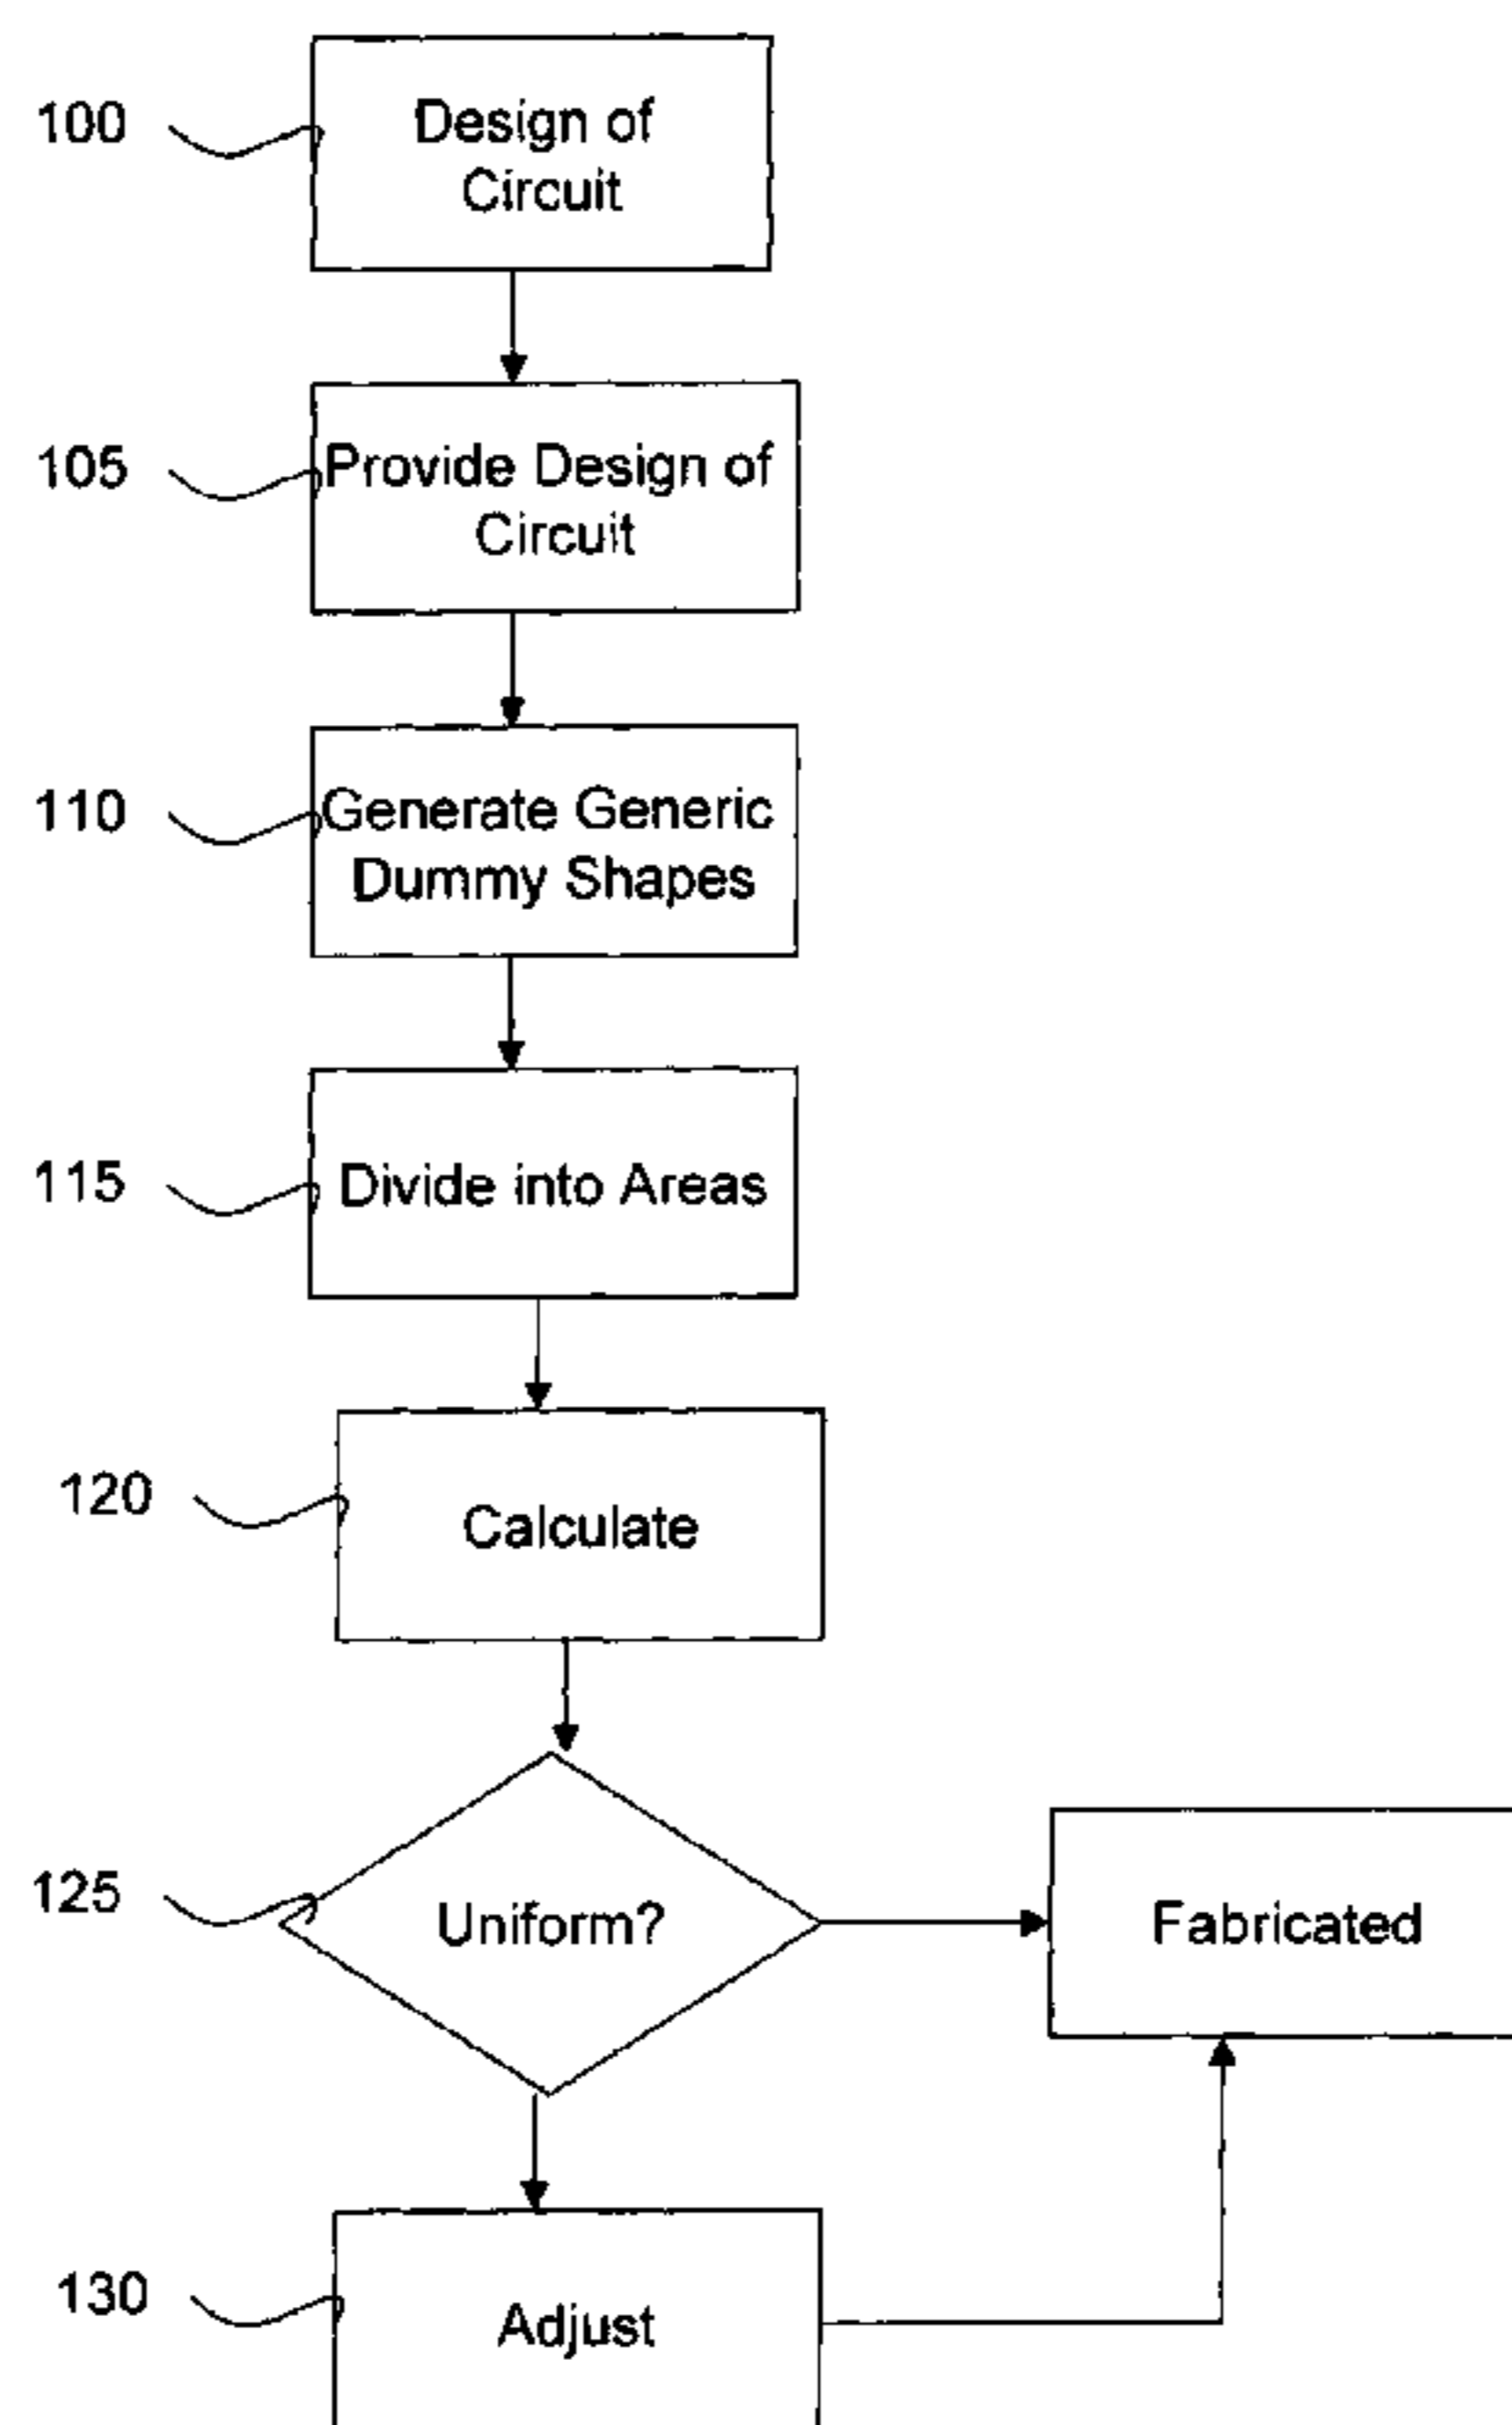 100
Design of
Circuit
105
Provide Design of
Circuit
110
Generate Generic
Dummy Shapes
115
Divide into Areas
120
Calculate
125
Uniform?
Fabricated
130
Adjust